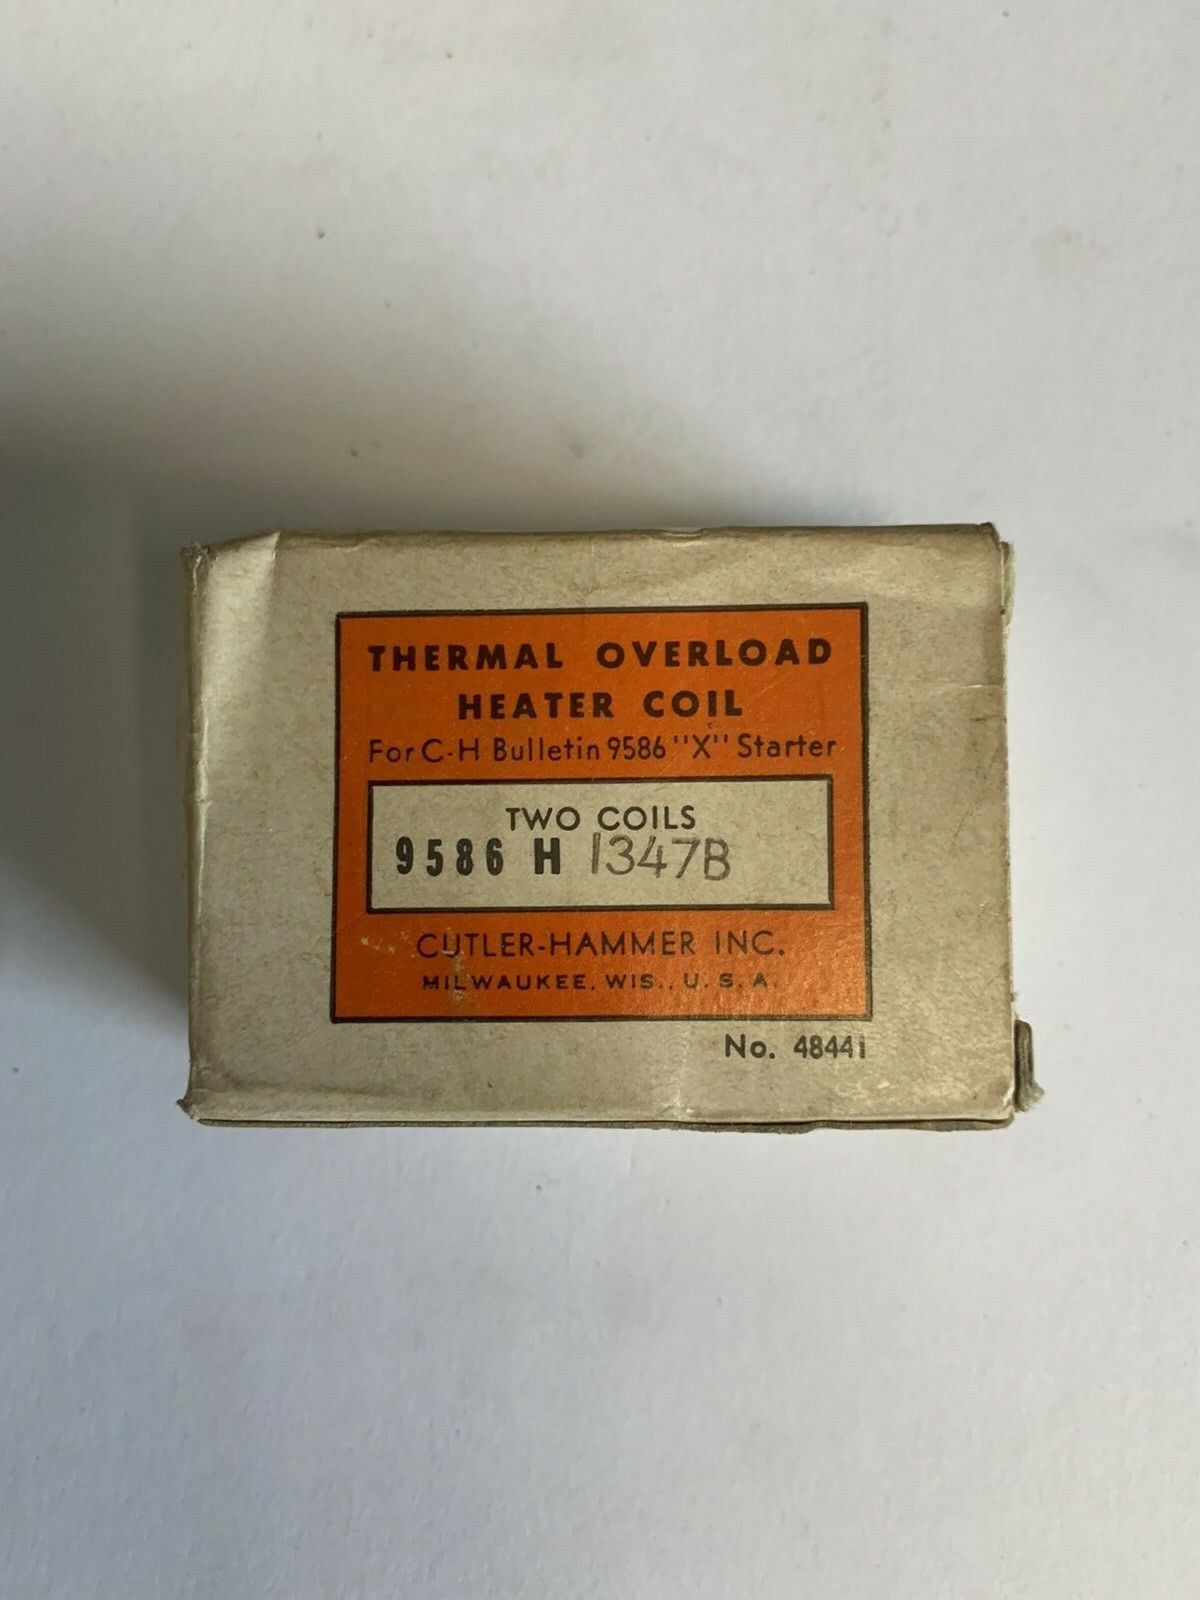 THERMAL OVERLOAD
HEATER COIL
For C-H Bulletin 9586 "X" Starter
TWO COILS
9586 H 1347B
CUTLER-HAMMER INC.
MILWAUKEE, WIS., U. S. A.
No. 48441